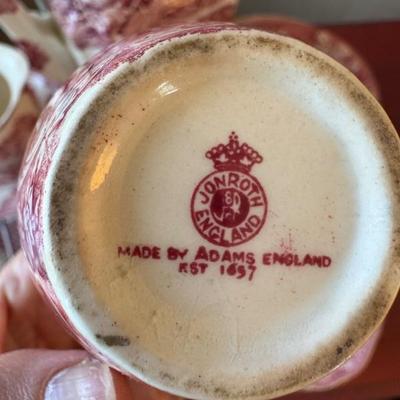 JONROTH
ENGLAND
MADE BY ADAMS ENGLAND
EST 1657